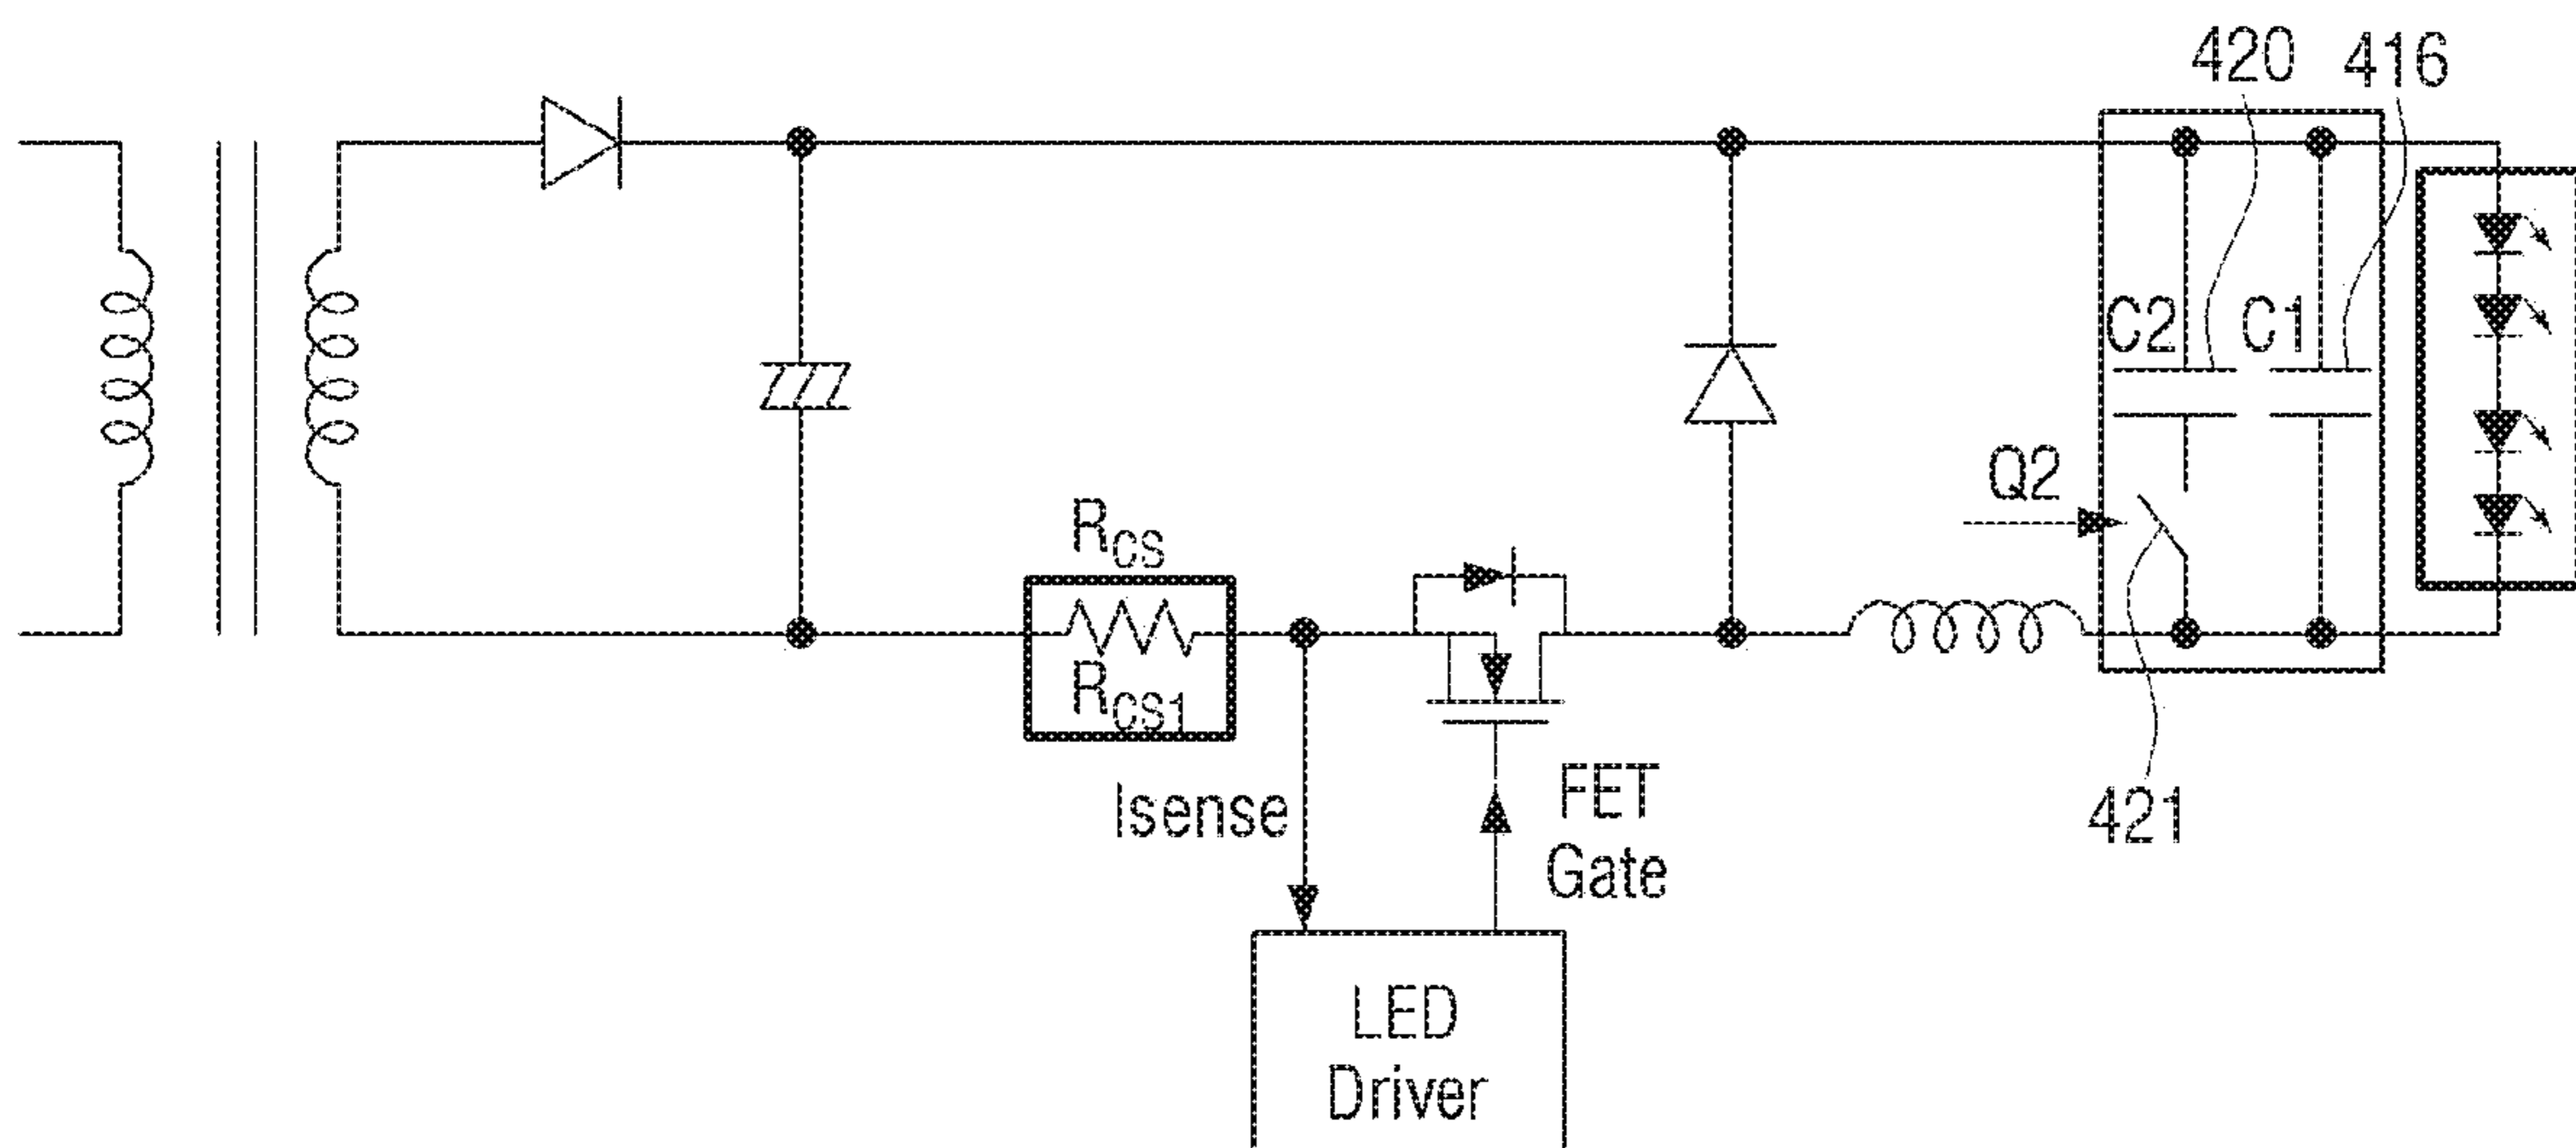 420 416
C2 C1
Q2
RCS
RCS1
421
Isense
FET
Gate
LED
Driver